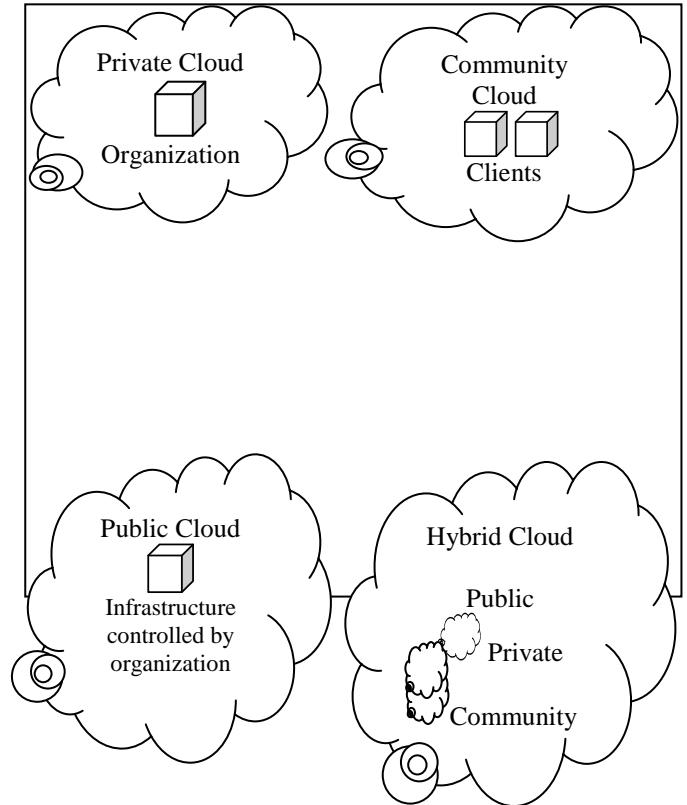 Private Cloud
Organization
Community
Cloud
Clients
Public Cloud
Infrastructure
controlled by
organization
Hybrid Cloud
Public
Private
Community